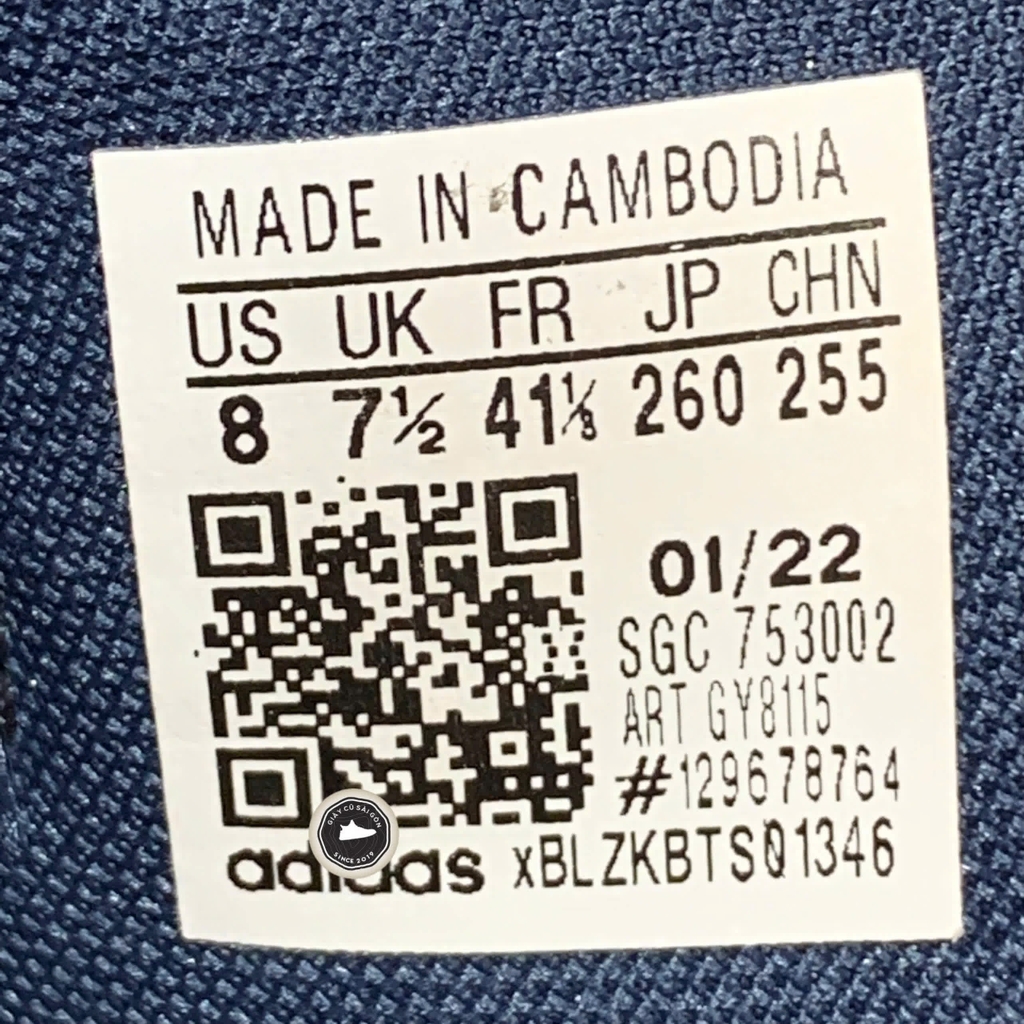 MADE IN CAMBODIA
US UK FR JP CHN
8 7½ 41⅓ 260 255
01/22
SGC 753002
ART GY8115
#129678764
adidas xBLZKBTS01346
GIÀY CŨ SÀI GÒN
SINCE 2019